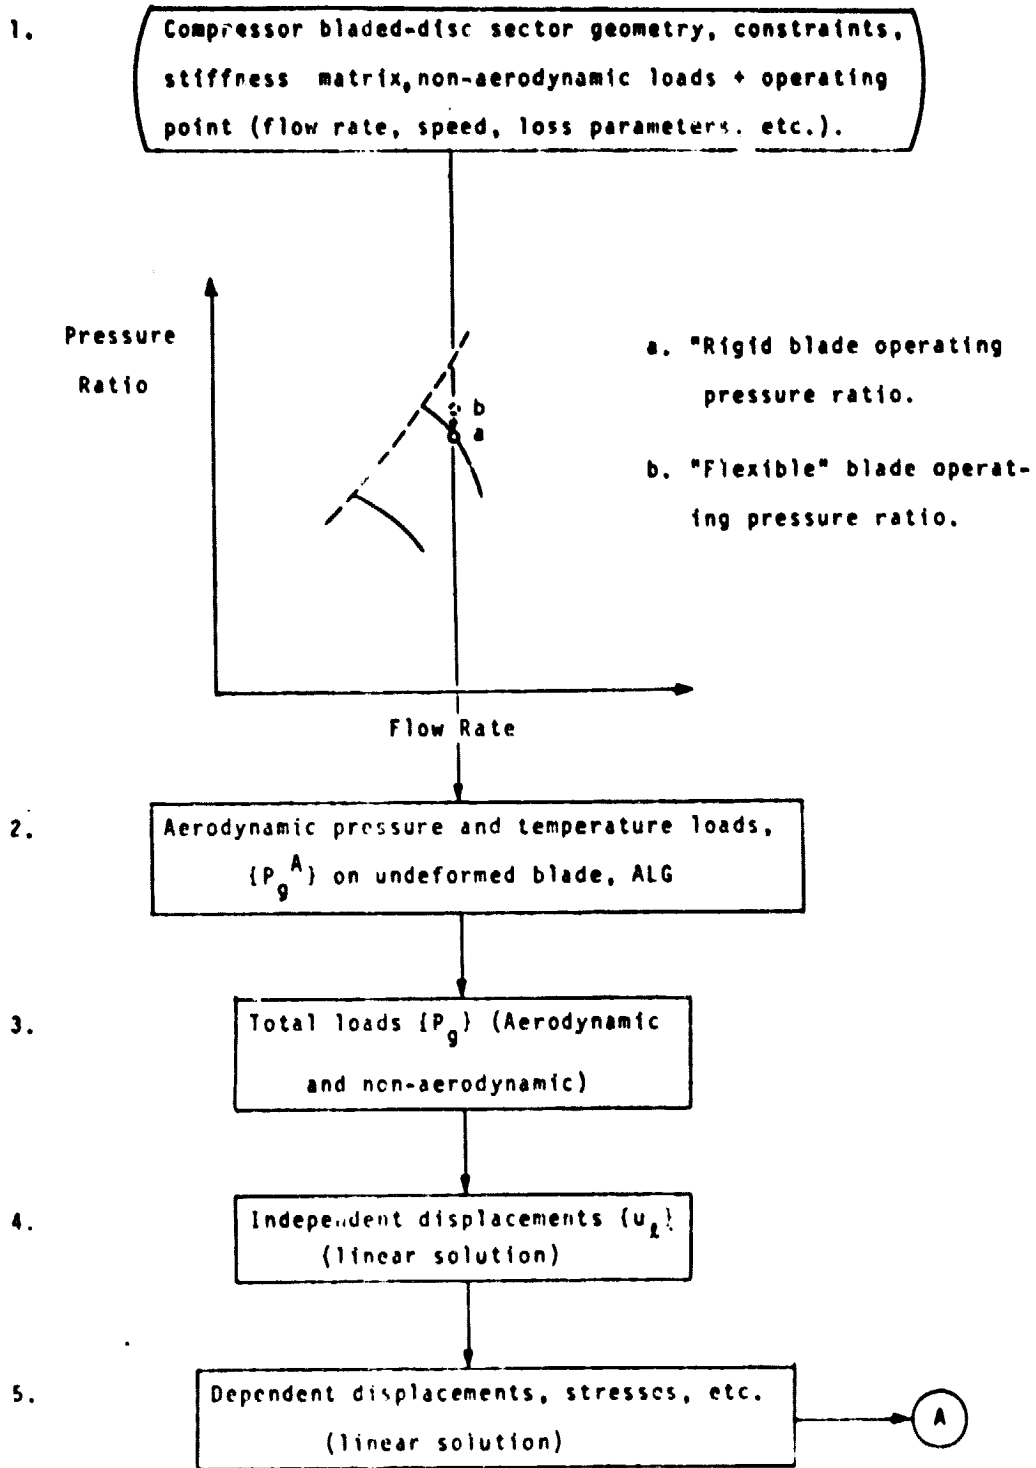 1.
Compressor bladed-disc sector geometry, constraints,
stiffness matrix, non-aerodynamic loads + operating
point (flow rate, speed, loss parameters. etc.).
Pressure
Ratio
b
a
a. "Rigid blade operating
pressure ratio.
b. "Flexible" blade operat-
ing pressure ratio.
Flow Rate
2.
Aerodynamic pressure and temperature loads,
{P_g^A} on undeformed blade, ALG
3.
Total loads {P_g} (Aerodynamic
and non-aerodynamic)
4.
Independent displacements {u_ℓ}
(linear solution)
5.
Dependent displacements, stresses, etc.
(linear solution)
A